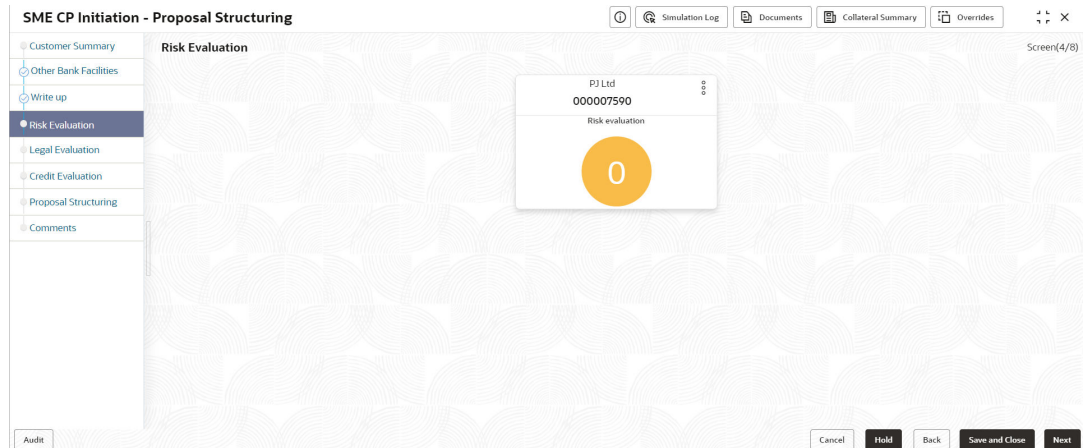 SME CP Initiation - Proposal Structuring
Simulation Log
Documents
Collateral Summary
Overrides
Customer Summary
Other Bank Facilities
Write up
Risk Evaluation
Legal Evaluation
Credit Evaluation
Proposal Structuring
Comments
Risk Evaluation
Screen(4/8)
PJ Ltd
000007590
Risk evaluation
0
Audit
Cancel
Hold
Back
Save and Close
Next